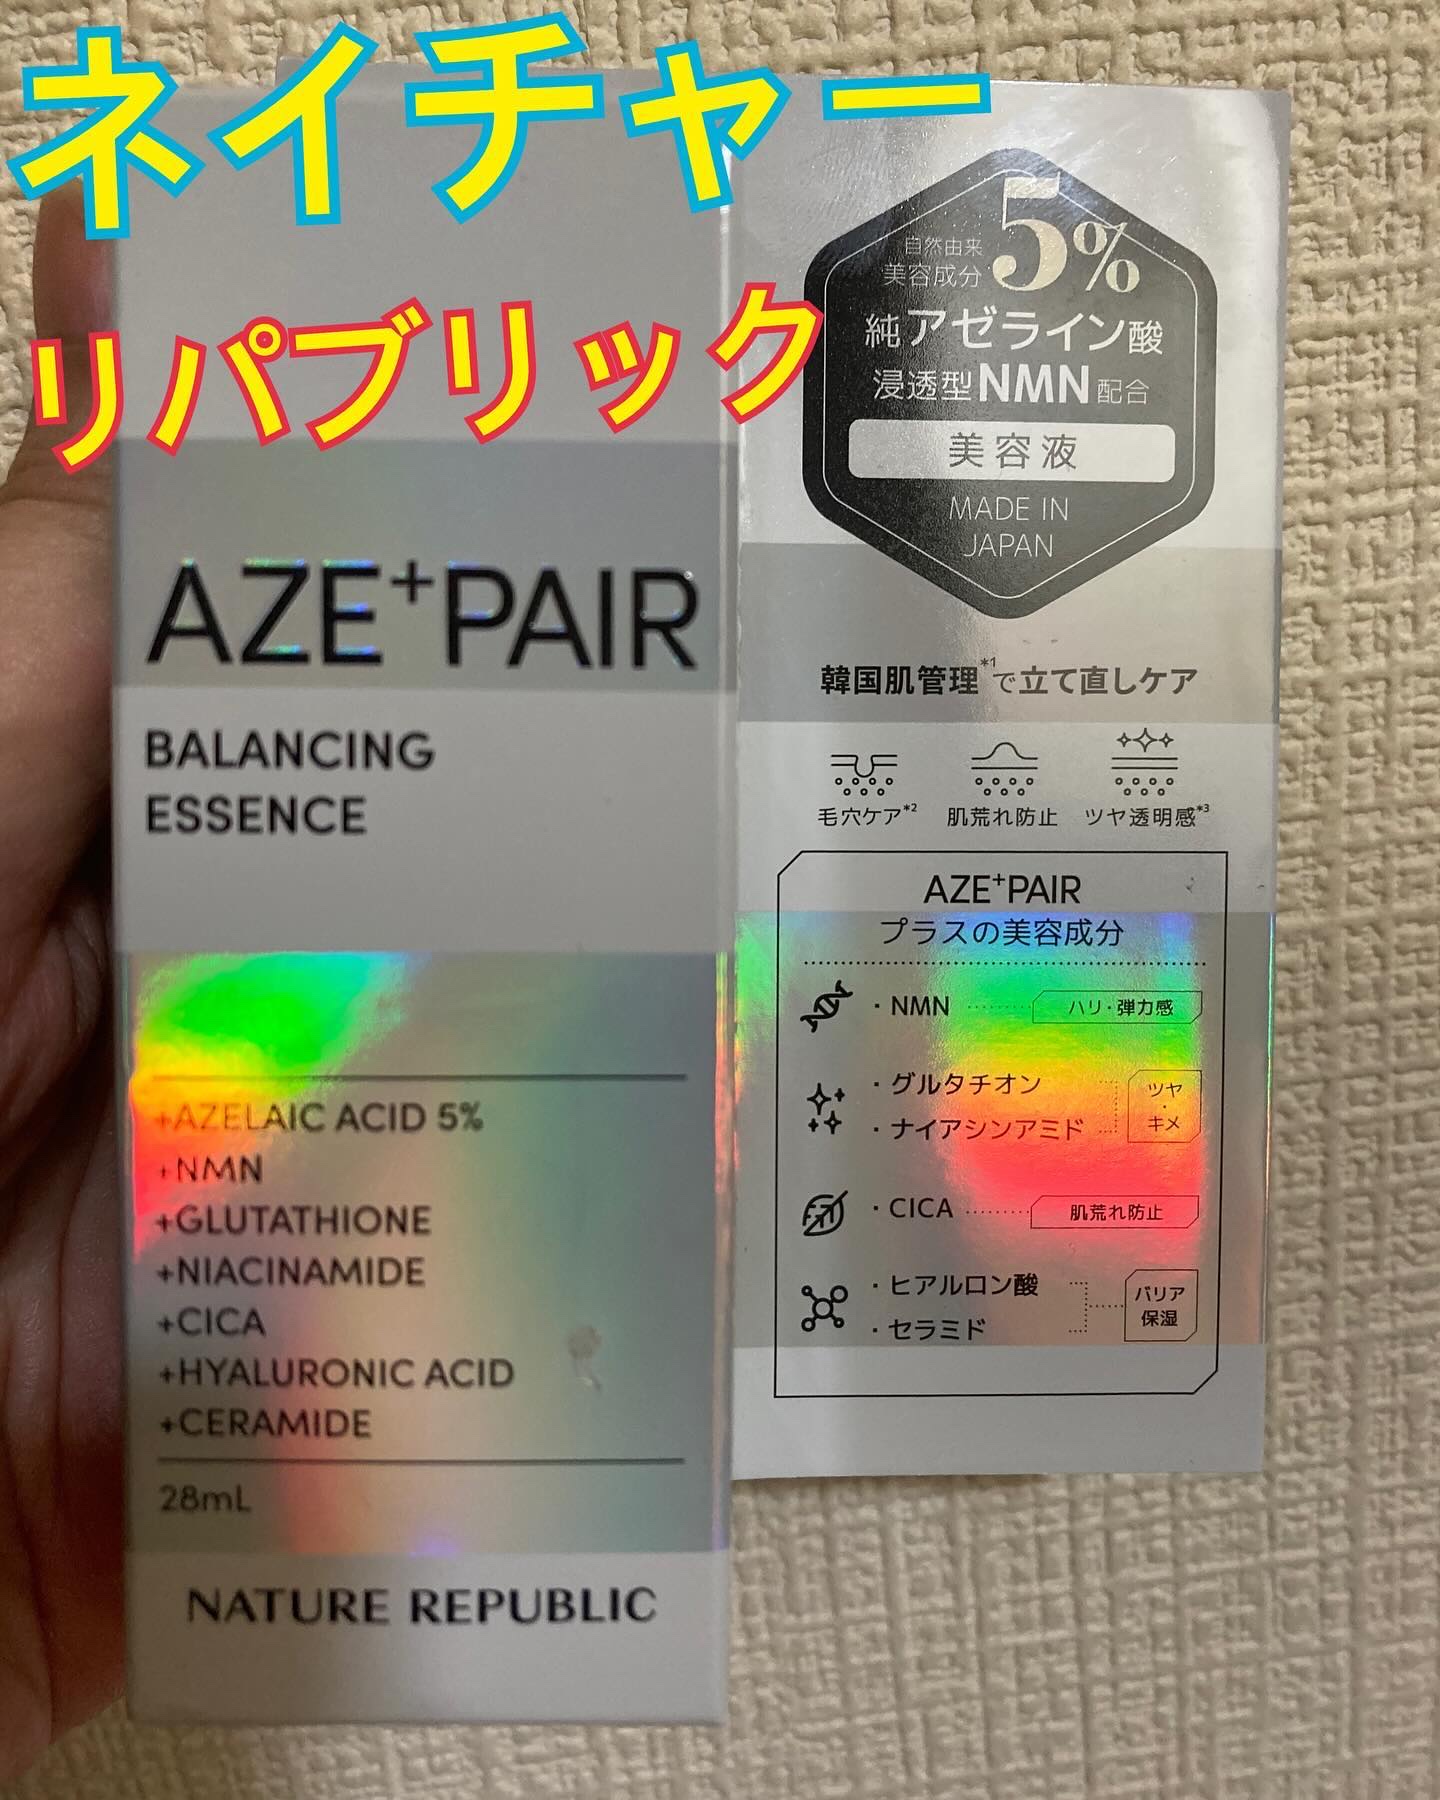 ネイチャー
リパブリック
AZE+PAIR
BALANCING
ESSENCE
+AZELAIC ACID 5%
+NMN
+GLUTATHIONE
+NIACINAMIDE
+CICA
+HYALURONIC ACID
+CERAMIDE
28mL
NATURE REPUBLIC
自然由来
美容成分
5%
純アゼライン酸
浸透型NMN配合
美容液
MADE IN
JAPAN
韓国肌管理*1で立て直しケア
毛穴ケア*2 肌荒れ防止 ツヤ透明感*3
AZE+PAIR
プラスの美容成分
・NMN ハリ・弾力感
・グルタチオン
・ナイアシンアミド
ツヤ
・
キメ
・CICA 肌荒れ防止
・ヒアルロン酸
・セラミド
バリア
保湿